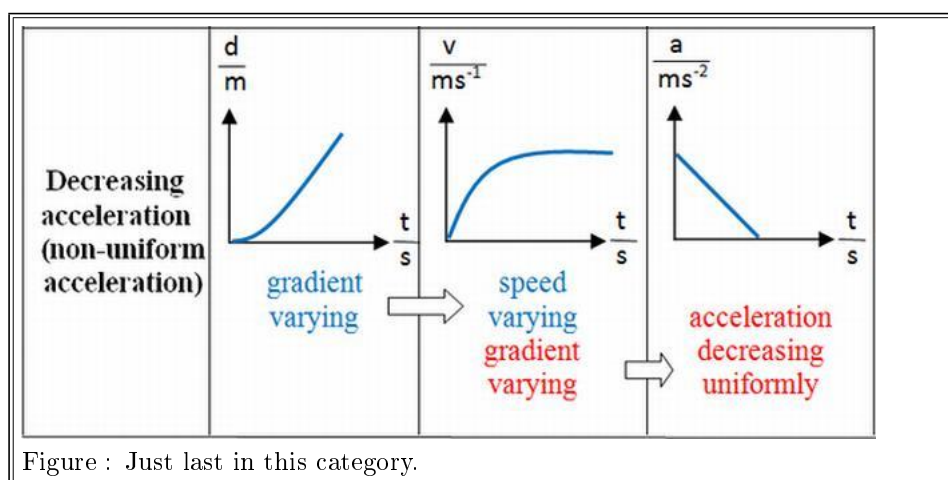 Decreasing
acceleration
(non-uniform
acceleration)
d
m
t
s
gradient
varying
v
ms-1
t
s
speed
varying
gradient
varying
a
ms-2
t
s
acceleration
decreasing
uniformly
Figure : Just last in this category.